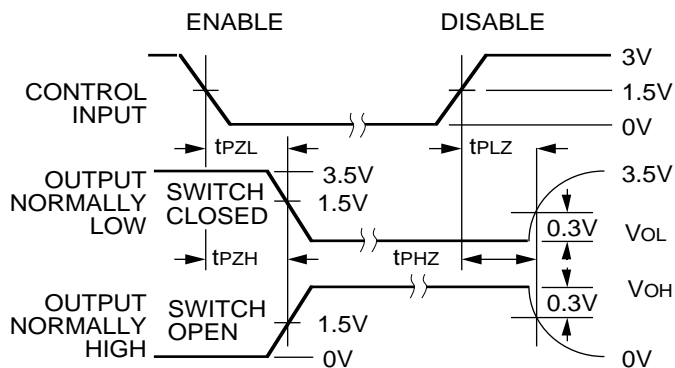 ENABLE DISABLE
3V
CONTROL INPUT 1.5V
0V
tPZL tPLZ
OUTPUT NORMALLY LOW
SWITCH CLOSED
3.5V 3.5V
1.5V
0.3V VOL
tPZH tPHZ
OUTPUT NORMALLY HIGH
SWITCH OPEN
VOH
0.3V
1.5V
0V 0V